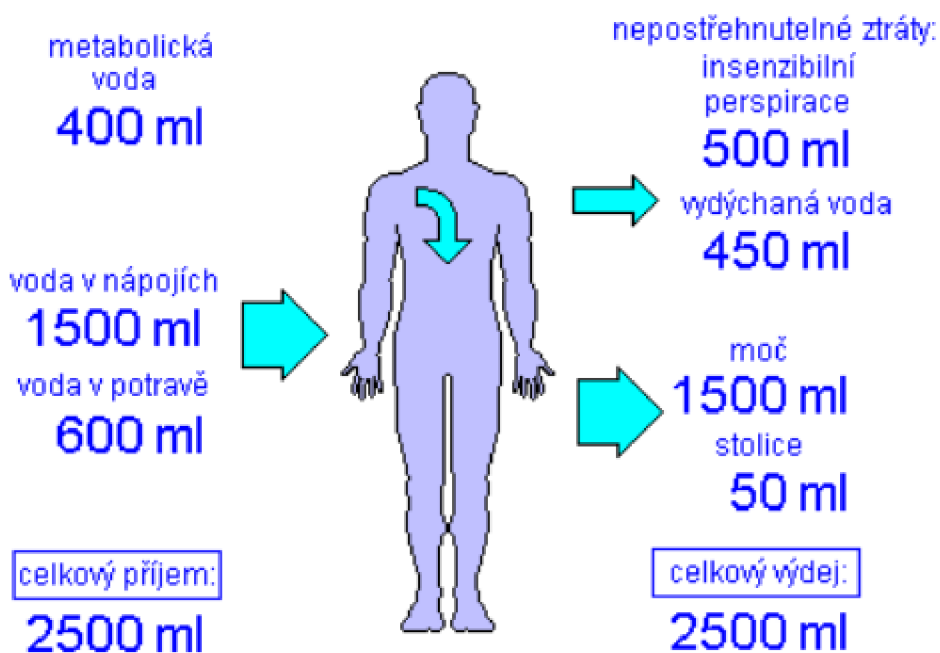 metabolická
voda
400 ml
voda v nápojích
1500 ml
voda v potravě
600 ml
celkový příjem:
2500 ml
nepostřehnutelné ztráty:
insenzibilní
perspirace
500 ml
vydýchaná voda
450 ml
moč
1500 ml
stolice
50 ml
celkový výdej:
2500 ml